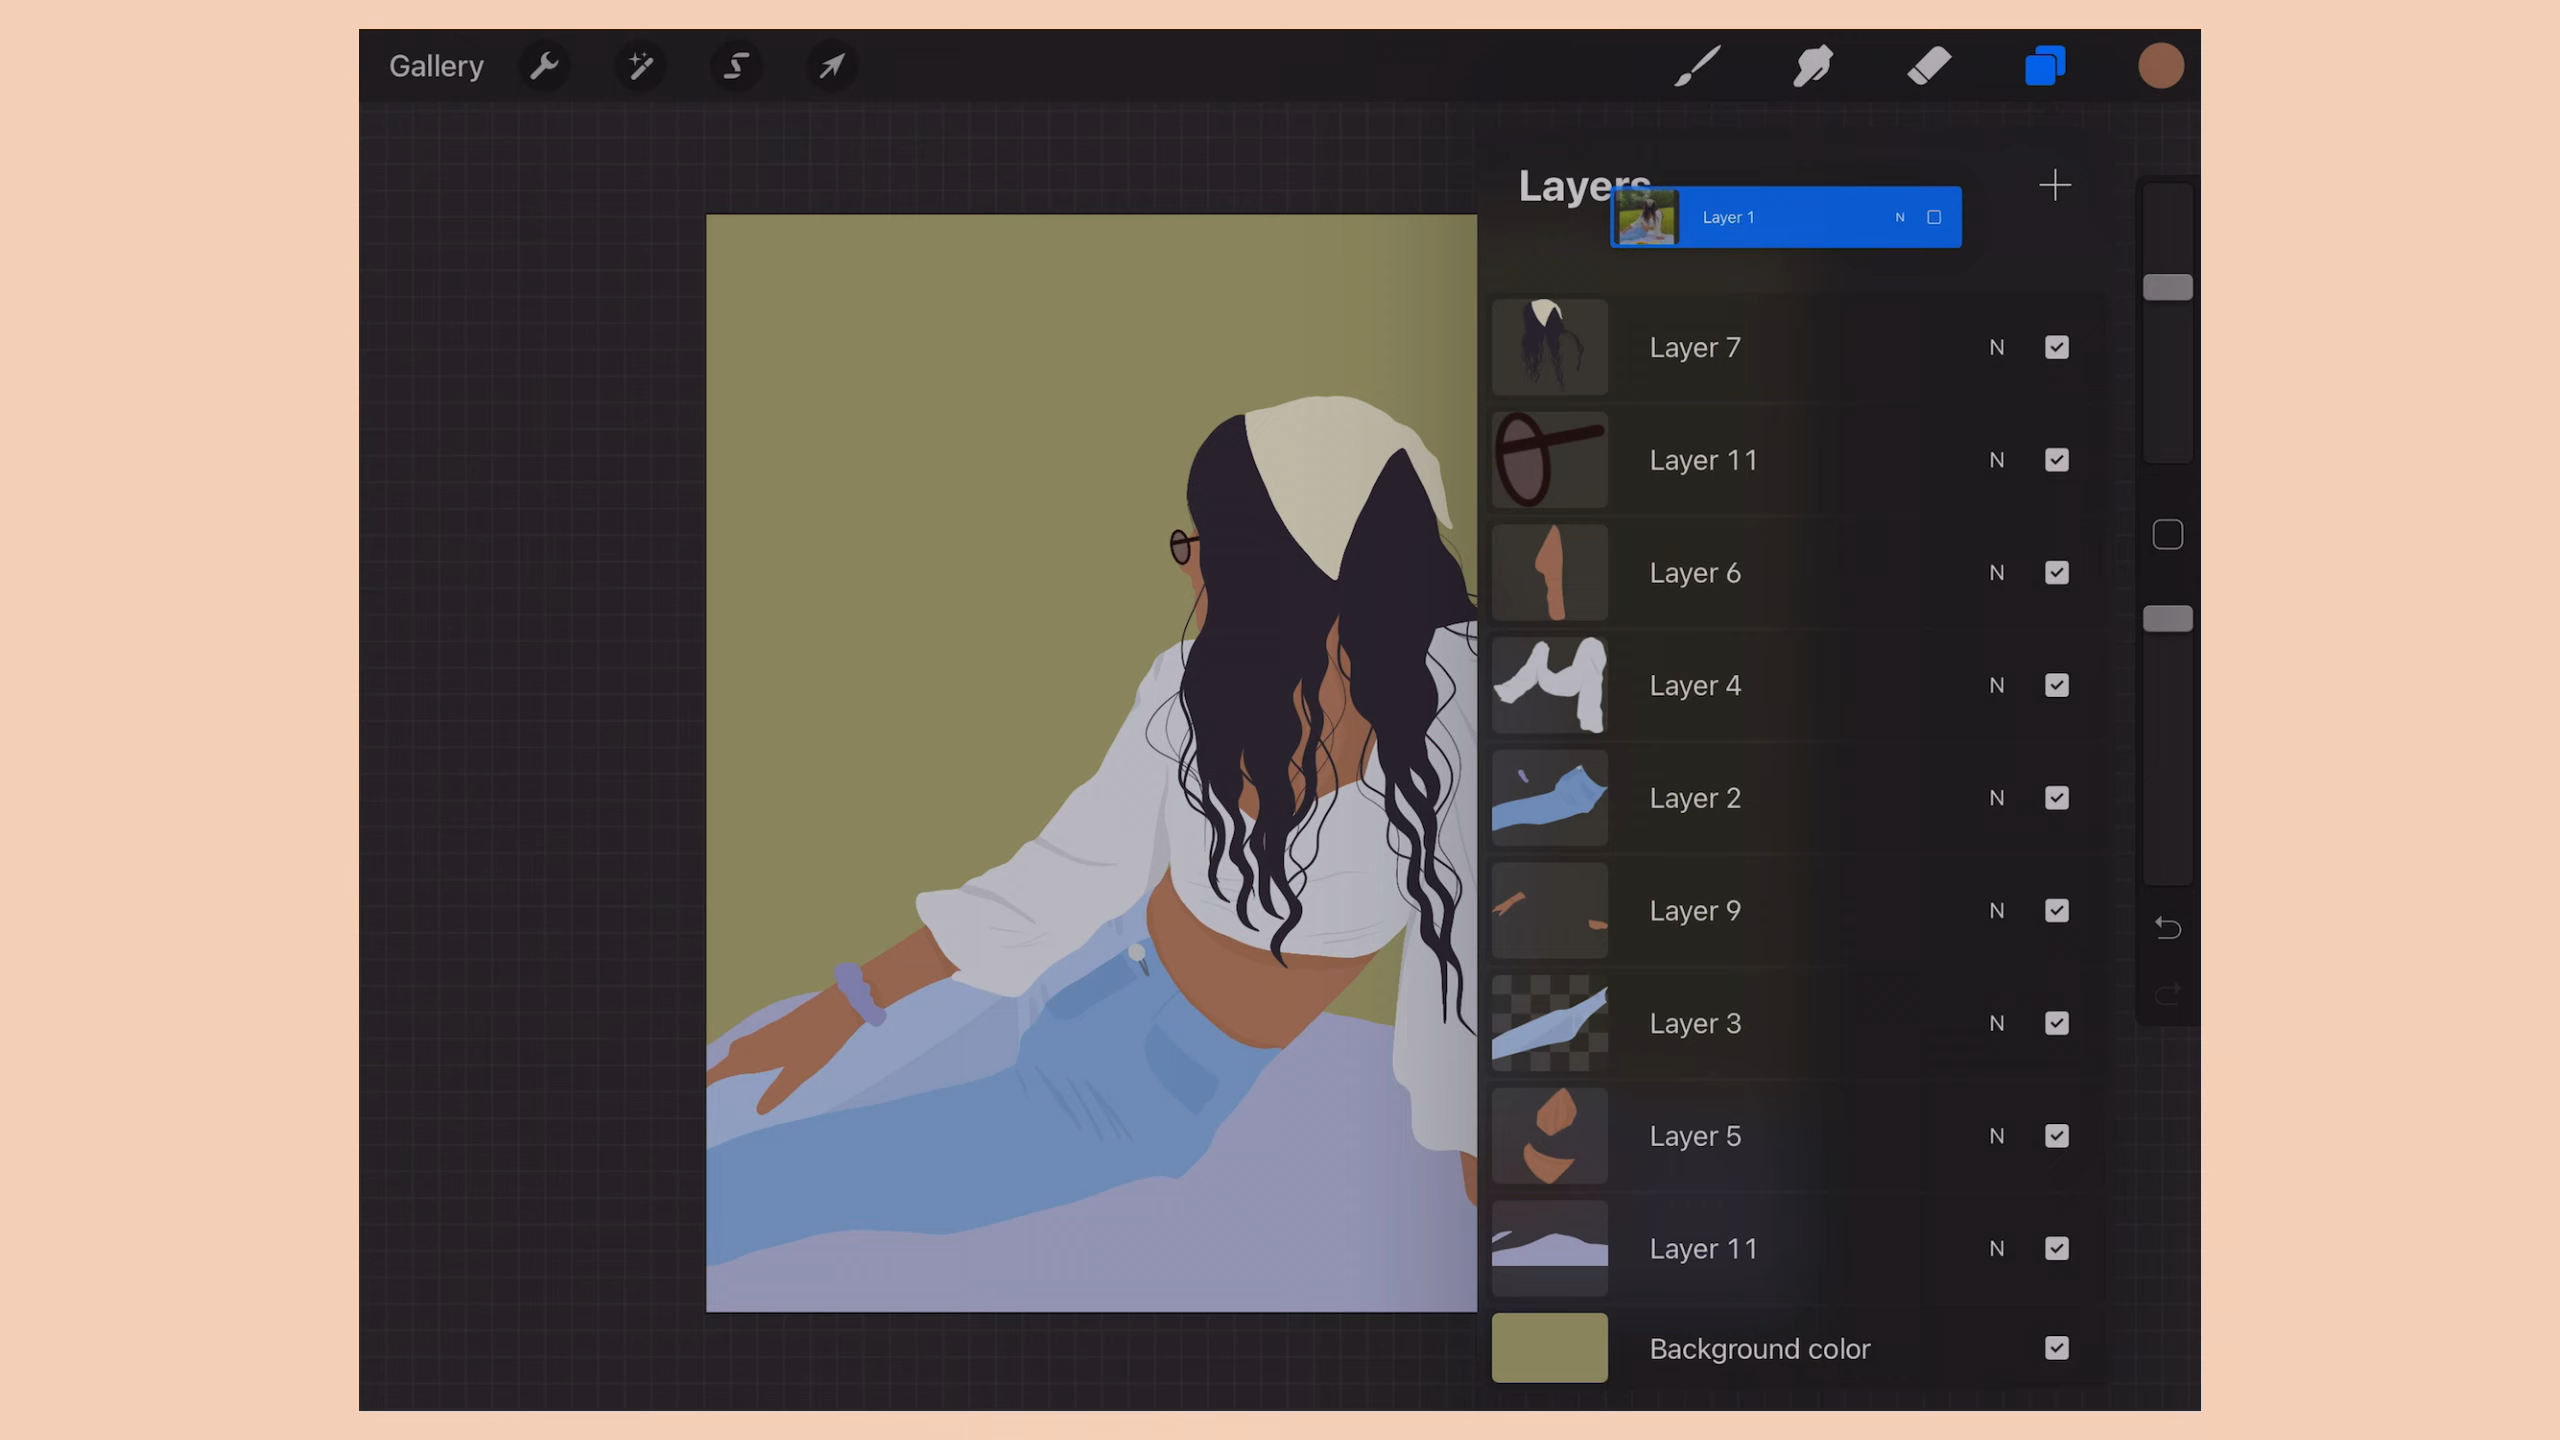 Gallery
Layers
Layer 1 N
Layer 7 N
Layer 11 N
Layer 6 N
Layer 4 N
Layer 2 N
Layer 9 N
Layer 3 N
Layer 5 N
Layer 11 N
Background color